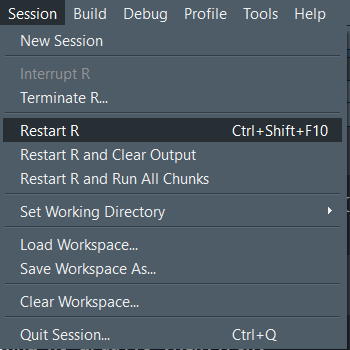 Session Build Debug Profile Tools Help
New Session
Interrupt R
Terminate R...
Restart R Ctrl+Shift+F10
Restart R and Clear Output
Restart R and Run All Chunks
Set Working Directory
Load Workspace...
Save Workspace As...
Clear Workspace...
Quit Session... Ctrl+Q